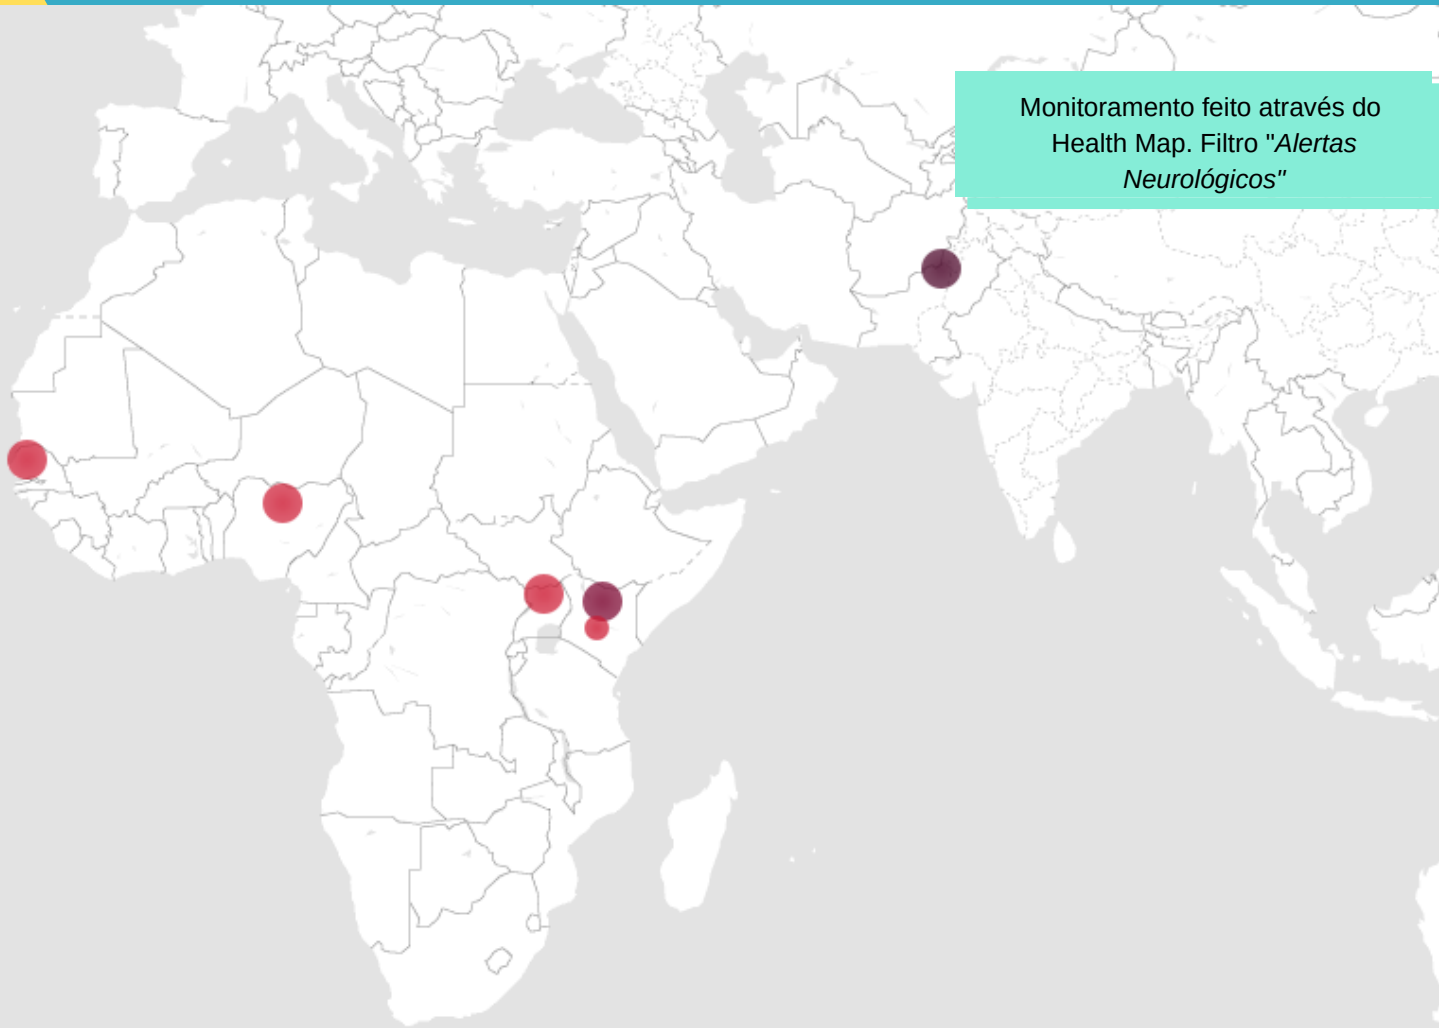 Monitoramento feito através do
Health Map. Filtro "Alertas
Neurológicos"